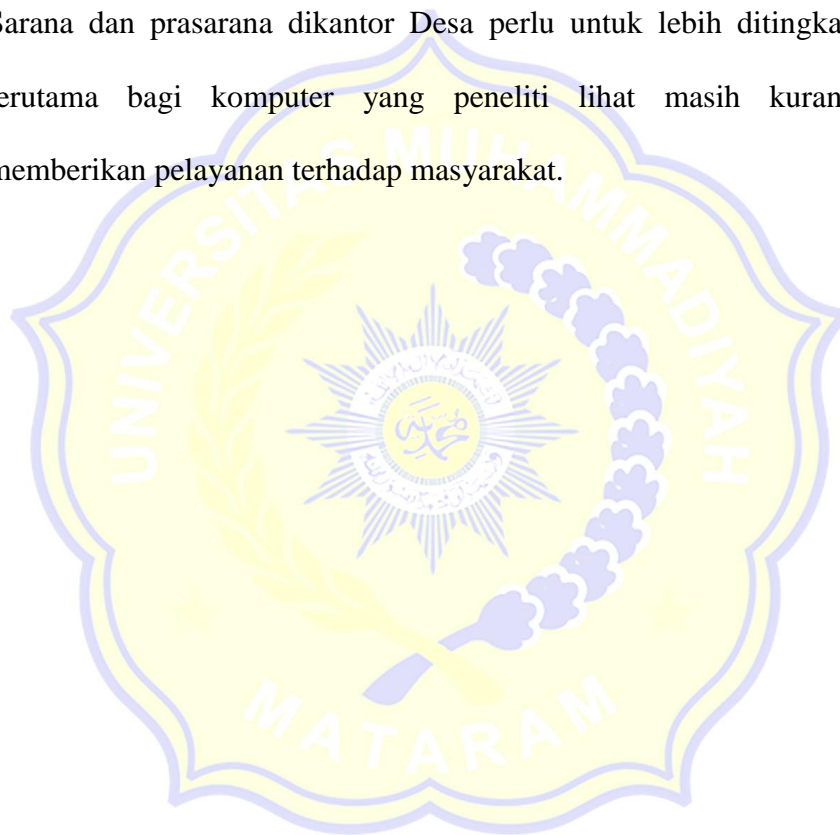 Sarana dan prasarana dikantor Desa perlu untuk lebih ditingka
erutama bagi komputer yang peneliti lihat masih kuran
memberikan pelayanan terhadap masyarakat.
UNIVERSITAS MUHAMMADIYAH
MATARAM